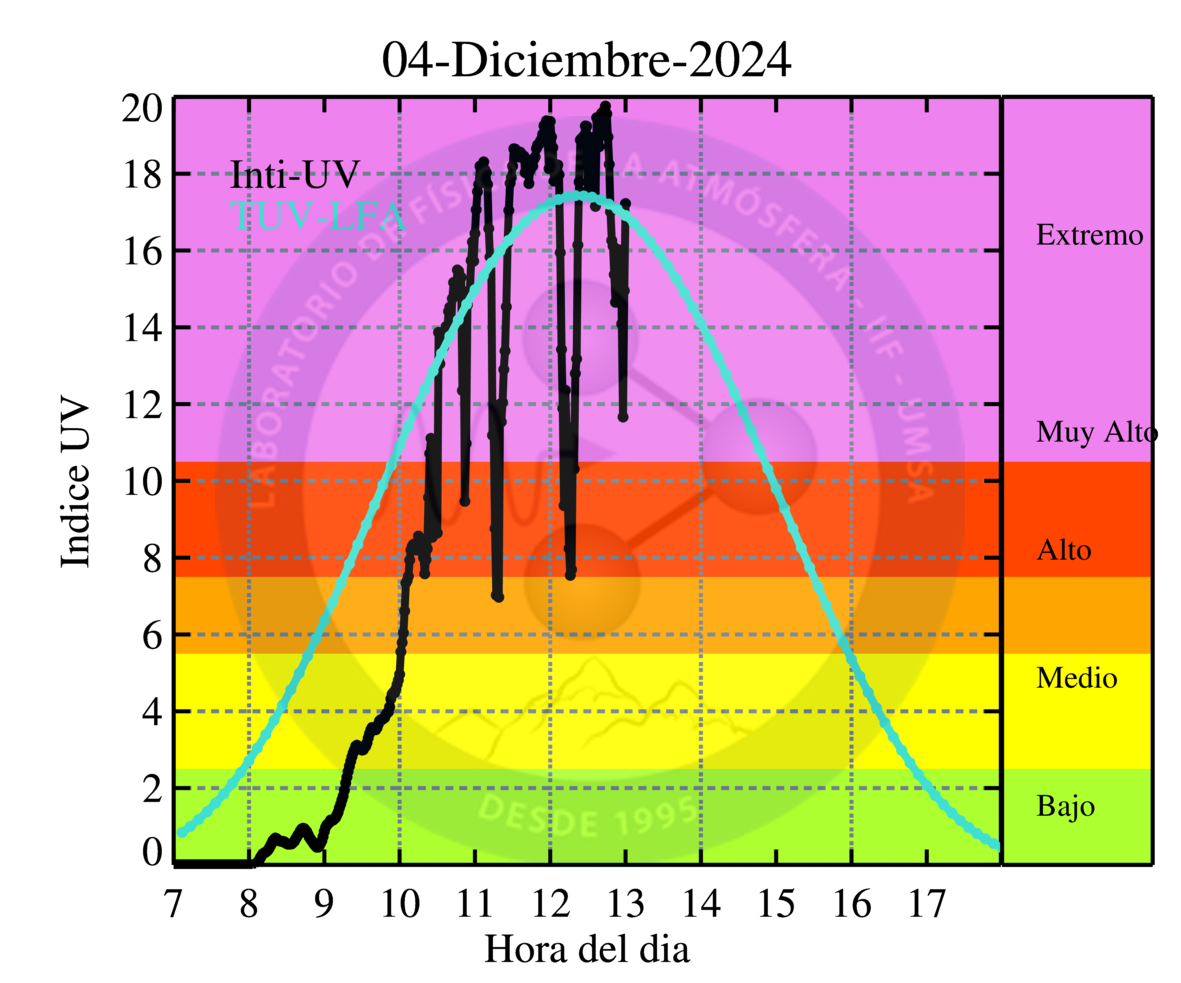 04-Diciembre-2024
20
18
16
14
12
10
8
6
4
2
0
Indice UV
Inti-UV
TUV-LFA
LABORATORIO DE FÍSICA DE LA ATMÓSFERA - IIF - UMSA
DESDE 1995
Extremo
Muy Alto
Alto
Medio
Bajo
7 8 9 10 11 12 13 14 15 16 17
Hora del dia